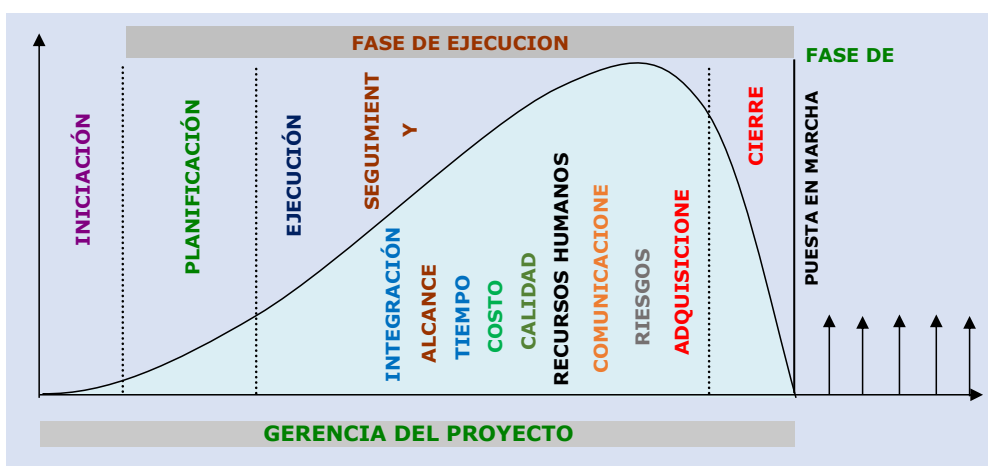 FASE DE EJECUCION
FASE DE
INICIACIÓN
PLANIFICACIÓN
EJECUCIÓN
SEGUIMIENT
Y
CIERRE
PUESTA EN MARCHA
INTEGRACIÓN
ALCANCE
TIEMPO
COSTO
CALIDAD
RECURSOS HUMANOS
COMUNICACIONE
RIESGOS
ADQUISICIONE
GERENCIA DEL PROYECTO